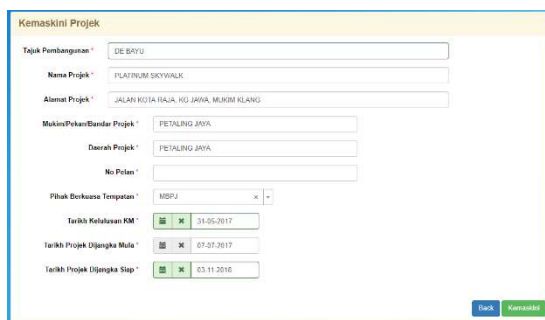 Kemaskini Projek
Tajuk Pembangunan * DE BAYU
Nama Projek * PLATINUM SKYWALK
Alamat Projek * JALAN KOTA RAJA, KG JAWA, MUKIM KLANG
Mukim/Pekan/Bandar Projek * PETALING JAYA
Daerah Projek * PETALING JAYA
No Pelan *
Pihak Berkuasa Tempatan * MBPJ
Tarikh Kelulusan KM * 31-05-2017
Tarikh Projek Dijangka Mula * 07-07-2017
Tarikh Projek Dijangka Siap * 03-11-2018
Back Kemaskini